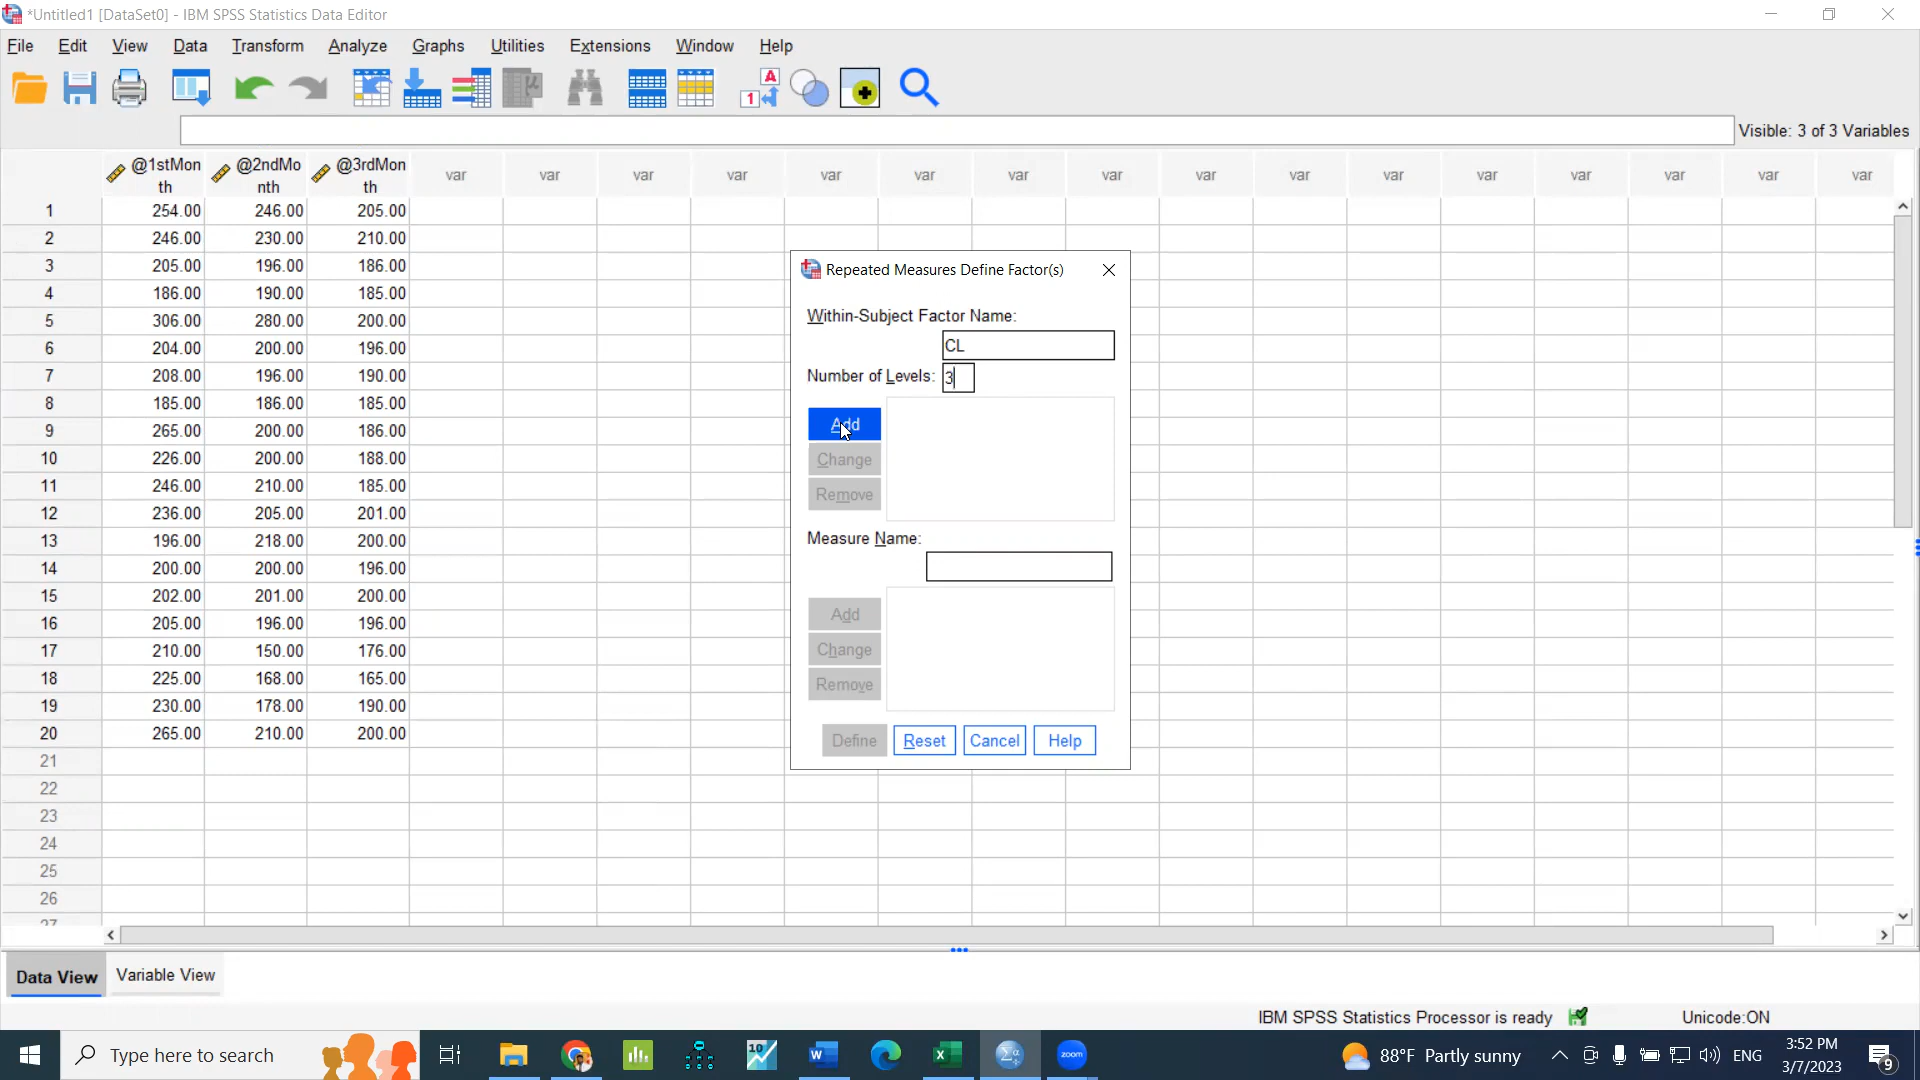 *Untitled1 [DataSet0] - IBM SPSS Statistics Data Editor
File Edit View Data Transform Analyze Graphs Utilities Extensions Window Help
A
1
Visible: 3 of 3 Variables
@1stMon @2ndMo @3rdMon
th nth th var var var var var var var var var var var var var var var var
1 254.00 246.00 205.00
2 246.00 230.00 210.00
3 205.00 196.00 186.00
4 186.00 190.00 185.00
5 306.00 280.00 200.00
6 204.00 200.00 196.00
7 208.00 196.00 190.00
8 185.00 186.00 185.00
9 265.00 200.00 186.00
10 226.00 200.00 188.00
11 246.00 210.00 185.00
12 236.00 205.00 201.00
13 196.00 218.00 200.00
14 200.00 200.00 196.00
15 202.00 201.00 200.00
16 205.00 196.00 196.00
17 210.00 150.00 176.00
18 225.00 168.00 165.00
19 230.00 178.00 190.00
20 265.00 210.00 200.00
21
22
23
24
25
26
27
Repeated Measures Define Factor(s)
Within-Subject Factor Name:
CL
Number of Levels: 3
Add
Change
Remove
Measure Name:
Add
Change
Remove
Define Reset Cancel Help
Data View Variable View
IBM SPSS Statistics Processor is ready Unicode:ON
Type here to search
10
W
X
Σα
zoom
88°F Partly sunny
ENG
3:52 PM
3/7/2023
9